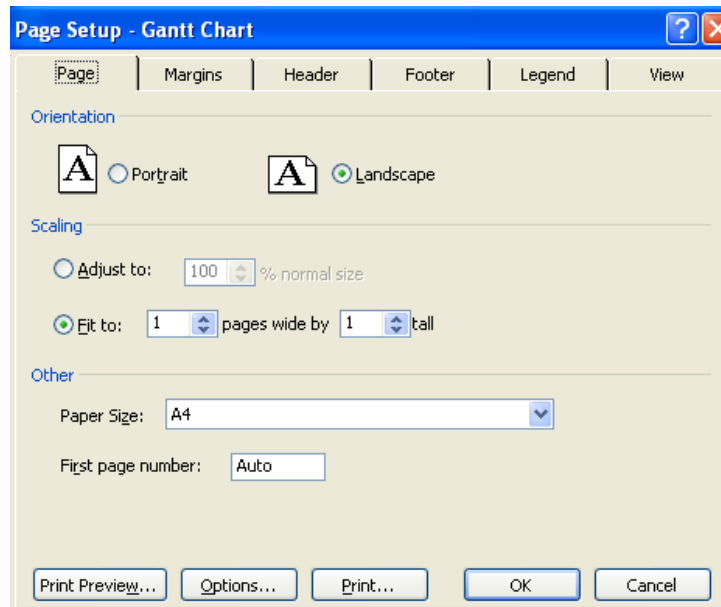 Page Setup - Gantt Chart
Page Margins Header Footer Legend View
Orientation
A Portrait A Landscape
Scaling
Adjust to: 100 % normal size
Fit to: 1 pages wide by 1 tall
Other
Paper Size: A4
First page number: Auto
Print Preview... Options... Print... OK Cancel